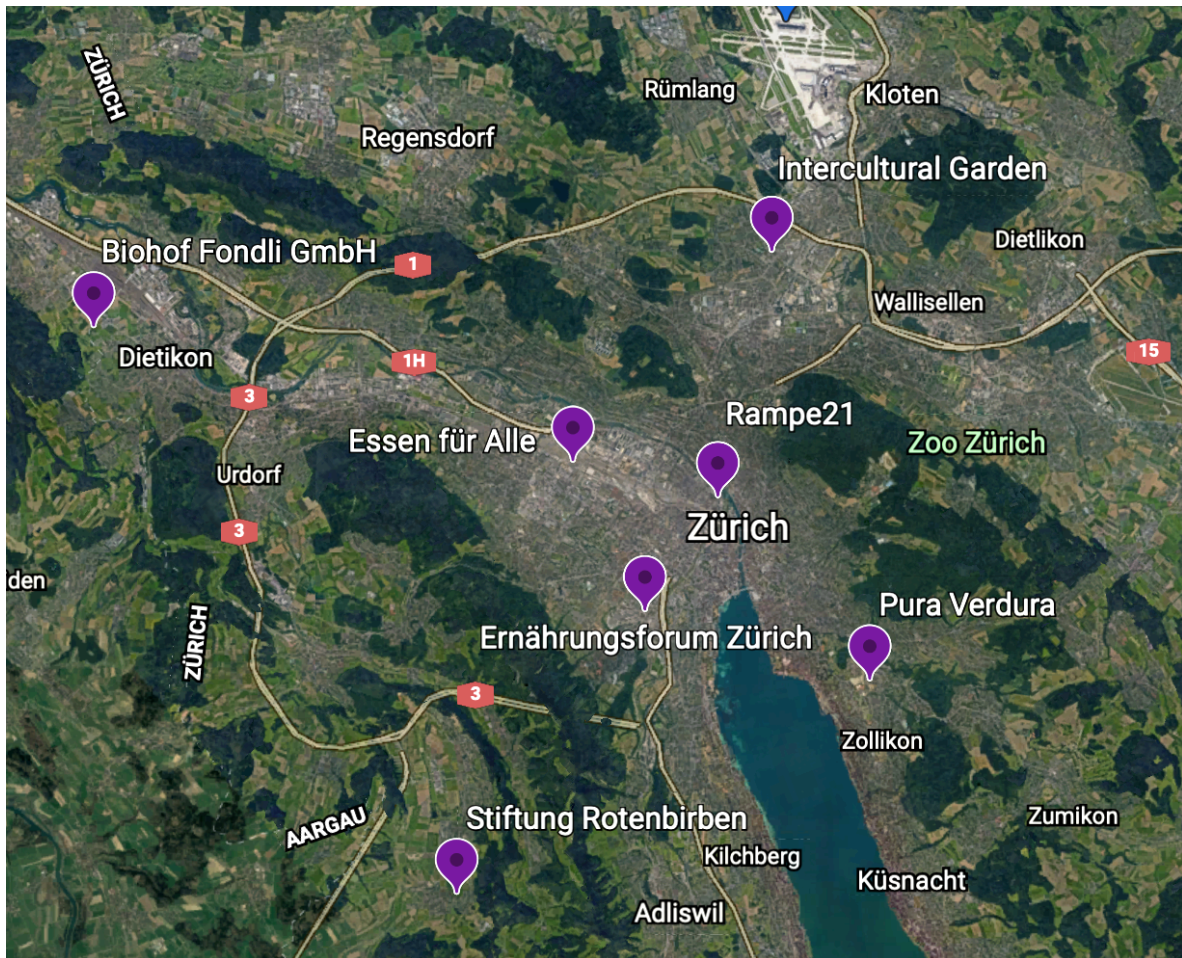 ZÜRICH
Rümlang
Kloten
Regensdorf
Intercultural Garden
Dietlikon
Biohof Fondli GmbH
1
Wallisellen
Dietikon
1H
15
3
Rampe21
Essen für Alle
Zoo Zürich
Urdorf
Zürich
3
iden
Pura Verdura
ZÜRICH
Ernährungsforum Zürich
3
Zollikon
Stiftung Rotenbirben
AARGAU
Zumikon
Kilchberg
Küsnacht
Adliswil